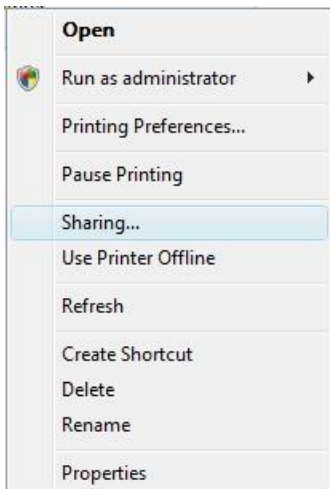 Open
Run as administrator
Printing Preferences...
Pause Printing
Sharing...
Use Printer Offline
Refresh
Create Shortcut
Delete
Rename
Properties